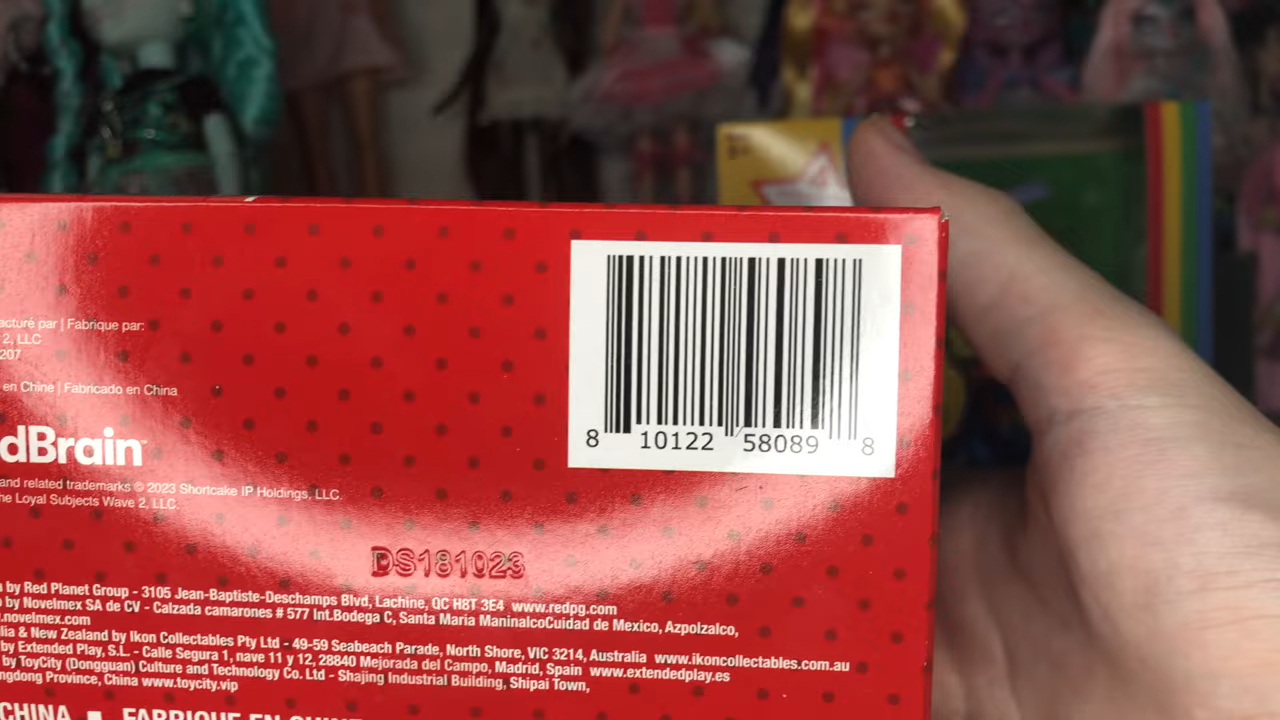 acturé par | Fabrique par:
2, LLC
207
en Chine | Fabricado en China
dBrain™
and related trademarks © 2023 Shortcake IP Holdings, LLC.
he Loyal Subjects Wave 2, LLC.
8 10122 58089 8
DS181023
by Red Planet Group - 3105 Jean-Baptiste-Deschamps Blvd, Lachine, QC H8T 3E4 www.redpg.com
by Novelmex SA de CV - Calzada camarones # 577 Int.Bodega C, Santa Maria ManinalcoCuidad de Mexico, Azpolzalco,
.novelmex.com
lia & New Zealand by Ikon Collectables Pty Ltd - 49-59 Seabeach Parade, North Shore, VIC 3214, Australia www.ikoncollectables.com.au
by Extended Play, S.L. - Calle Segura 1, nave 11 y 12, 28840 Mejorada del Campo, Madrid, Spain www.extendedplay.es
by ToyCity (Dongguan) Culture and Technology Co. Ltd - Shajing Industrial Building, Shipai Town,
ngdong Province, China www.toycity.vip
CHINA ■ FABRIQUE EN CHINE